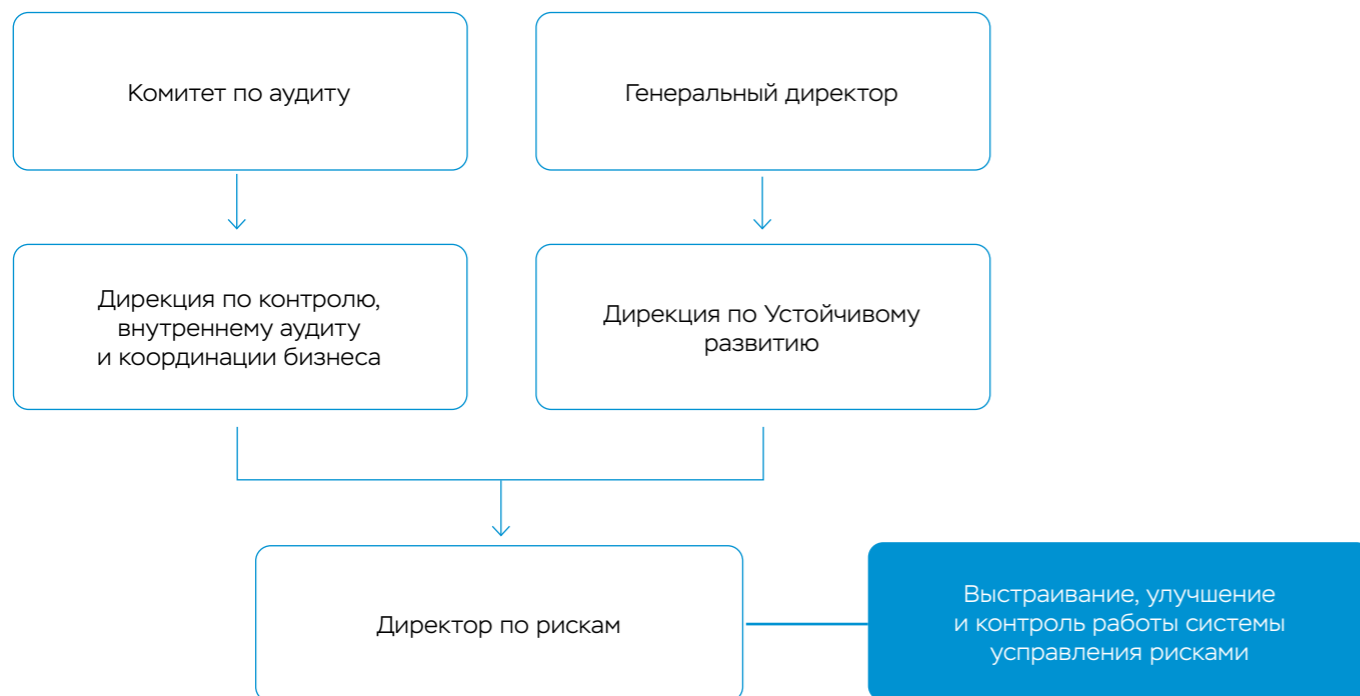 Комитет по аудиту
Генеральный директор
Дирекция по контролю,
внутреннему аудиту
и координации бизнеса
Дирекция по Устойчивому
развитию
Директор по рискам
Выстраивание, улучшение
и контроль работы системы
усправления рисками